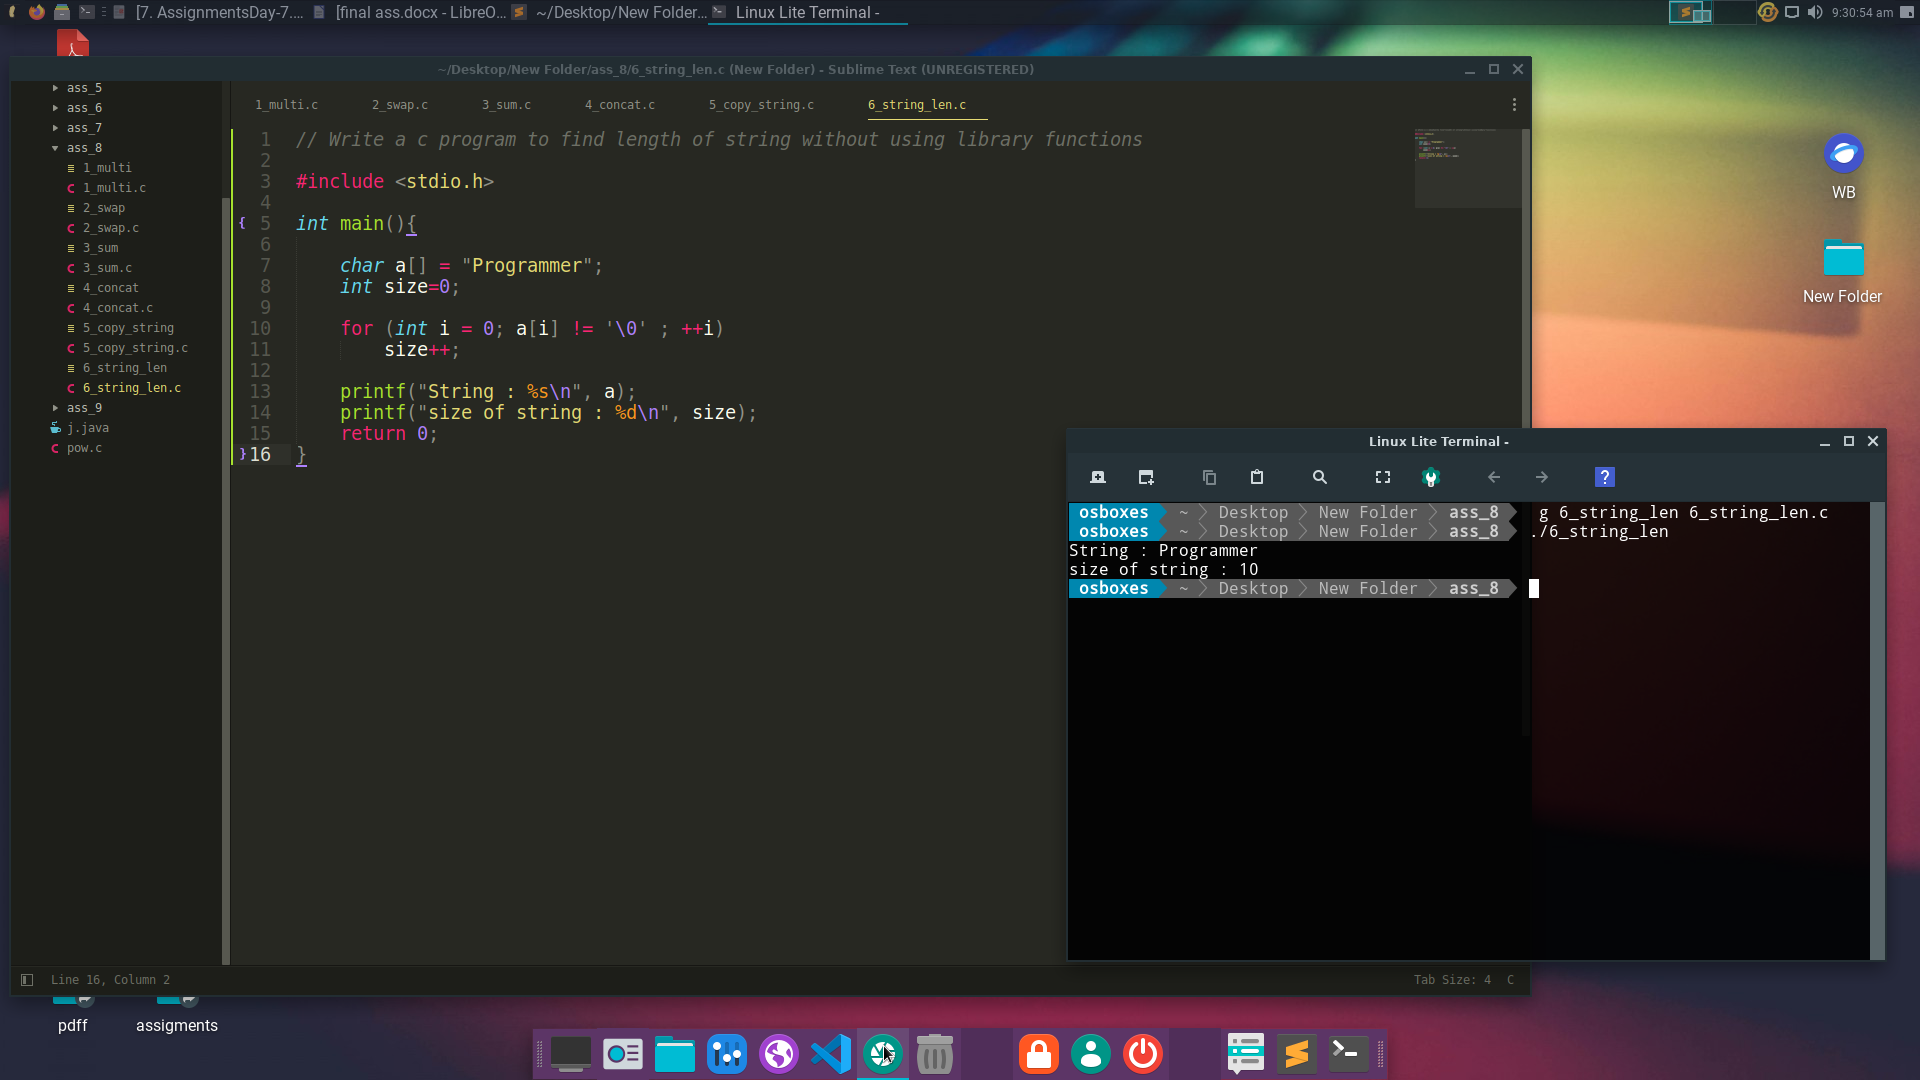 [7. AssignmentsDay-7....
[final ass.docx - LibreO...
~/Desktop/New Folder...
Linux Lite Terminal -
9:30:54 am
~/Desktop/New Folder/ass_8/6_string_len.c (New Folder) - Sublime Text (UNREGISTERED)
ass_5
ass_6
ass_7
ass_8
1_multi
1_multi.c
2_swap
2_swap.c
3_sum
3_sum.c
4_concat
4_concat.c
5_copy_string
5_copy_string.c
6_string_len
6_string_len.c
ass_9
j.java
pow.c
1_multi.c 2_swap.c 3_sum.c 4_concat.c 5_copy_string.c 6_string_len.c
1 // Write a c program to find length of string without using library functions
2
3 #include <stdio.h>
4
5 int main(){
6
7 char a[] = "Programmer";
8 int size=0;
9
10 for (int i = 0; a[i] != '\0' ; ++i)
11 size++;
12
13 printf("String : %s\n", a);
14 printf("size of string : %d\n", size);
15 return 0;
16 }
Line 16, Column 2
Tab Size: 4 C
WB
New Folder
Linux Lite Terminal -
osboxes ~ Desktop New Folder ass_8 g 6_string_len 6_string_len.c
osboxes ~ Desktop New Folder ass_8 ./6_string_len
String : Programmer
size of string : 10
osboxes ~ Desktop New Folder ass_8
pdff
assigments